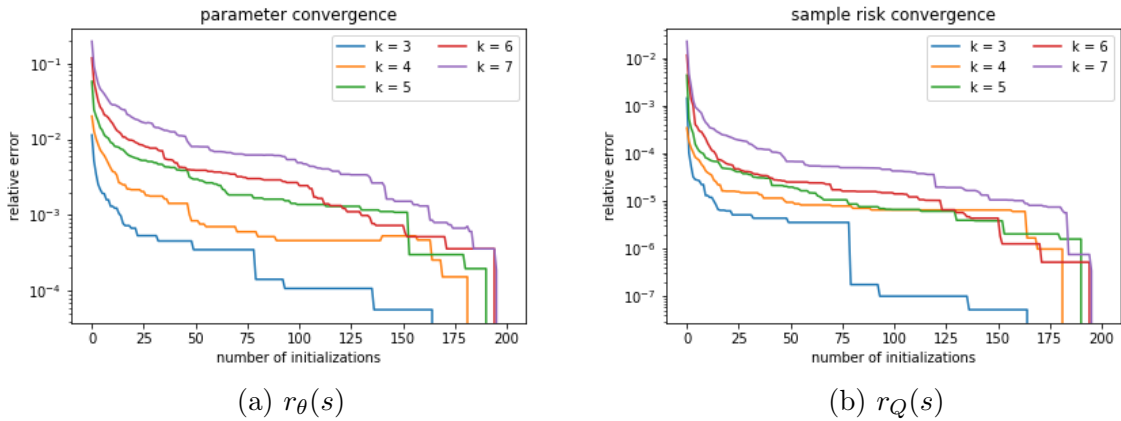 parameter convergence
relative error
10⁻¹
10⁻²
10⁻³
10⁻⁴
k = 3
k = 4
k = 5
k = 6
k = 7
0 25 50 75 100 125 150 175 200
number of initializations
(a) r_θ(s)
sample risk convergence
relative error
10⁻²
10⁻³
10⁻⁴
10⁻⁵
10⁻⁶
10⁻⁷
k = 3
k = 4
k = 5
k = 6
k = 7
0 25 50 75 100 125 150 175 200
number of initializations
(b) r_Q(s)